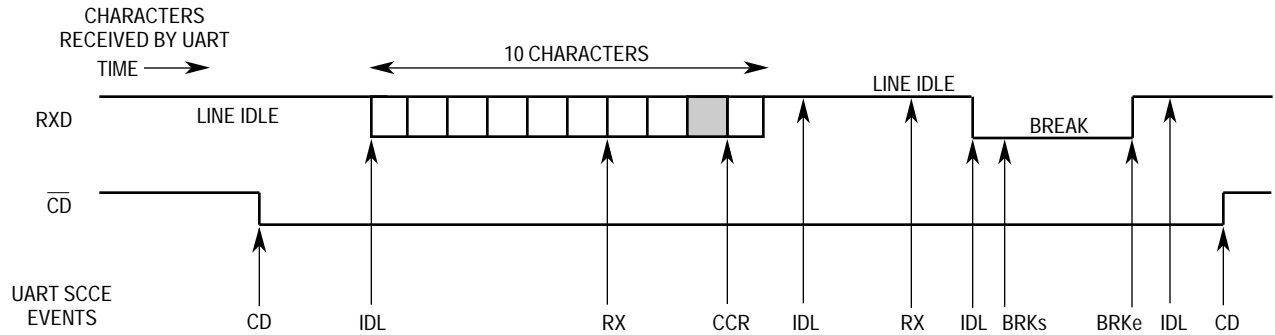 CHARACTERS
RECEIVED BY UART
TIME
10 CHARACTERS
RXD
LINE IDLE
LINE IDLE
BREAK
CD
UART SCCE
EVENTS
CD
IDL
RX
CCR
IDL
RX
IDL
BRKs
BRKe
IDL
CD